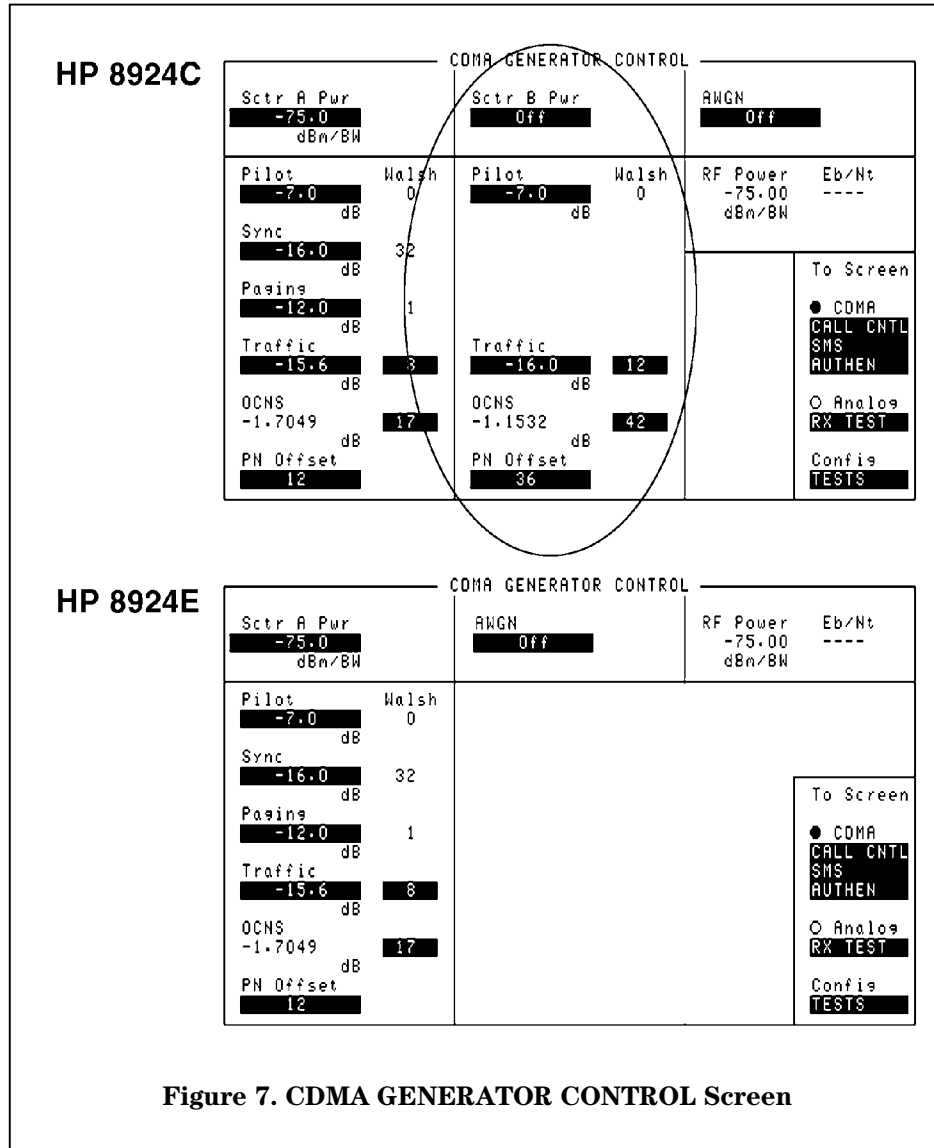 HP 8924C
CDMA GENERATOR CONTROL
Sctr A Pwr
-75.0
dBm/BW
Sctr B Pwr
Off
AWGN
Off
Pilot Walsh
-7.0 0
dB
Sync
-16.0 32
dB
Paging
-12.0 1
dB
Traffic
-15.6 8
dB
OCNS
-1.7049 17
dB
PN Offset
12
Pilot Walsh
-7.0 0
dB
Traffic
-16.0 12
dB
OCNS
-1.1532 42
dB
PN Offset
36
RF Power Eb/Nt
-75.00 ----
dBm/BW
To Screen
● CDMA
CALL CNTL
SMS
AUTHEN
○ Analog
RX TEST
Config
TESTS
HP 8924E
CDMA GENERATOR CONTROL
Sctr A Pwr
-75.0
dBm/BW
AWGN
Off
RF Power Eb/Nt
-75.00 ----
dBm/BW
Pilot Walsh
-7.0 0
dB
Sync
-16.0 32
dB
Paging
-12.0 1
dB
Traffic
-15.6 8
dB
OCNS
-1.7049 17
dB
PN Offset
12
To Screen
● CDMA
CALL CNTL
SMS
AUTHEN
○ Analog
RX TEST
Config
TESTS
Figure 7. CDMA GENERATOR CONTROL Screen